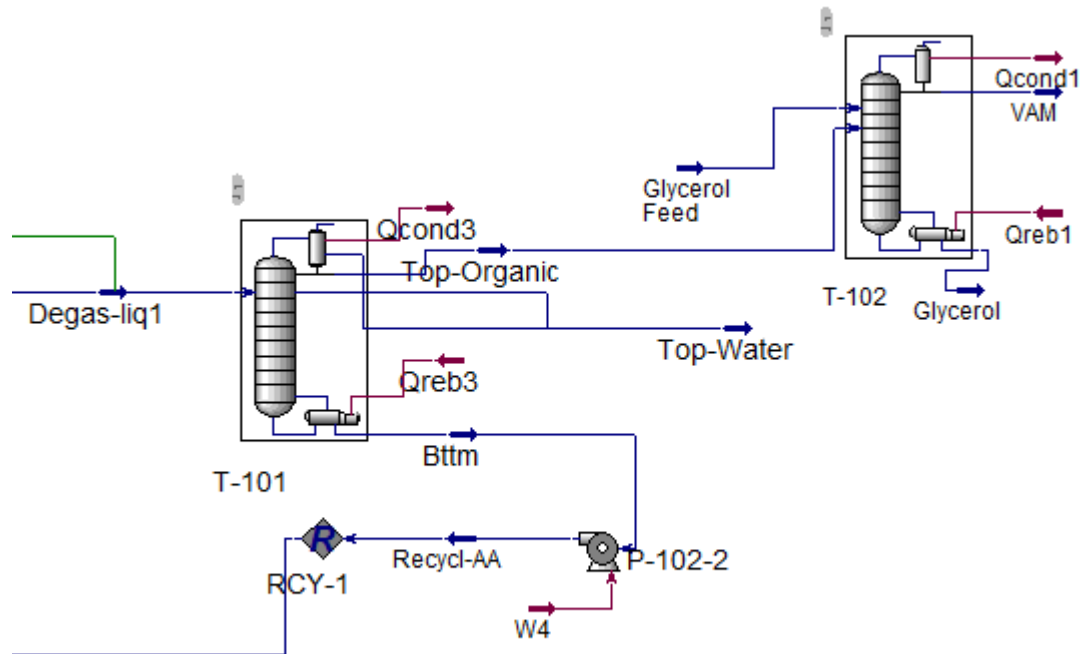 Qcond1
VAM
Glycerol
Feed
Qreb1
T-102
Glycerol
Qcond3
Top-Organic
Degas-liq1
Top-Water
Qreb3
Bttm
T-101
R
Recycl-AA
P-102-2
RCY-1
W4